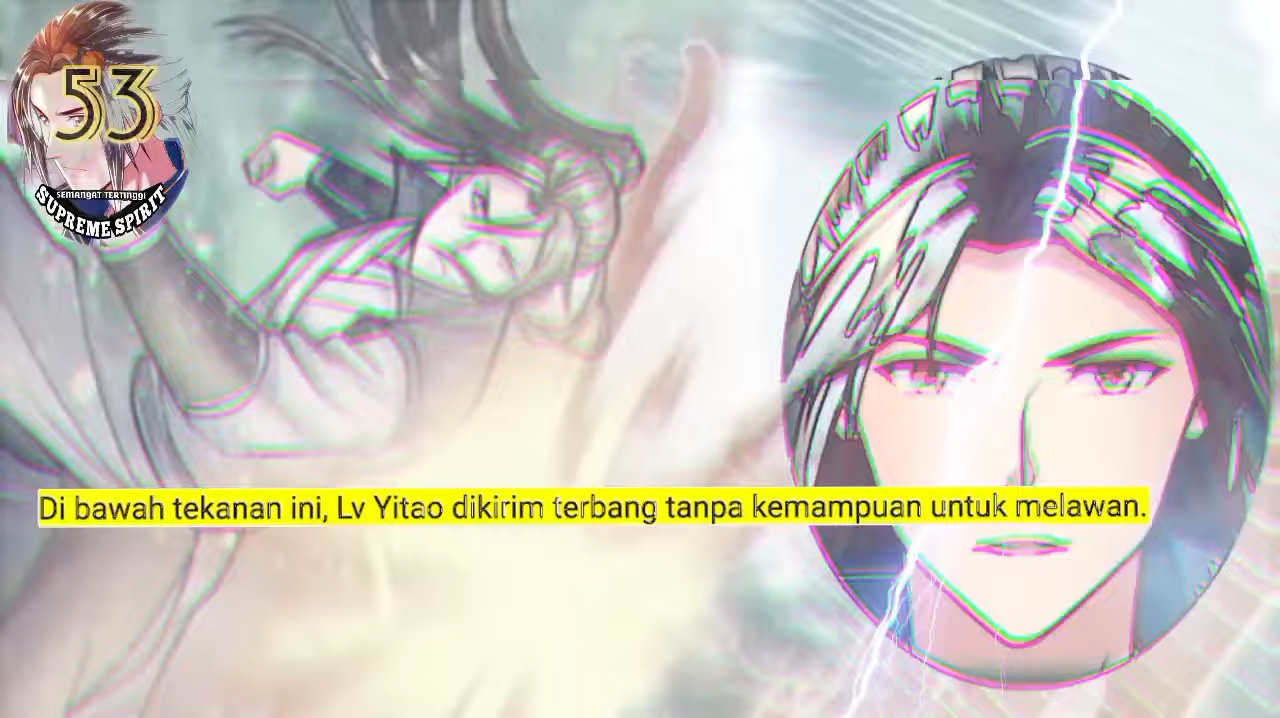 53
SEMANGAT TERTINGGI
SUPREME SPIRIT
Di bawah tekanan ini, Lv Yitao dikirim terbang tanpa kemampuan untuk melawan.